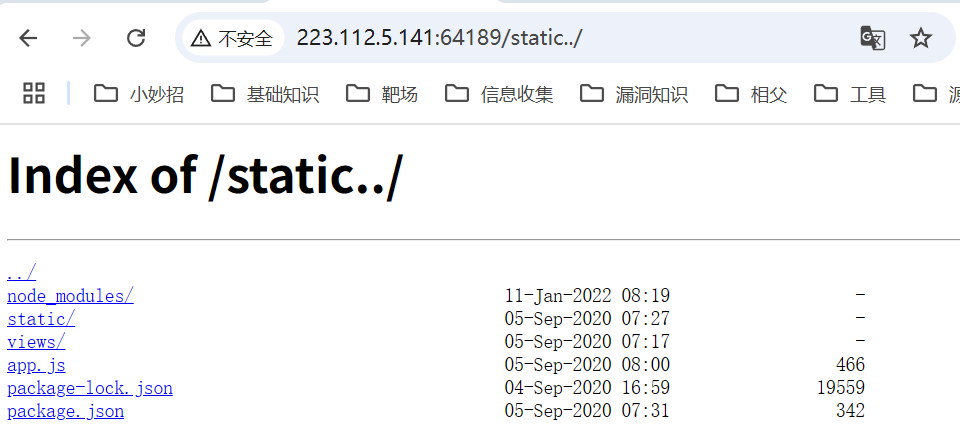 不安全 223.112.5.141:64189/static../
小妙招 基础知识 靶场 信息收集 漏洞知识 相父 工具
Index of /static../
../
node_modules/ 11-Jan-2022 08:19 -
static/ 05-Sep-2020 07:27 -
views/ 05-Sep-2020 07:17 -
app.js 05-Sep-2020 08:00 466
package-lock.json 04-Sep-2020 16:59 19559
package.json 05-Sep-2020 07:31 342